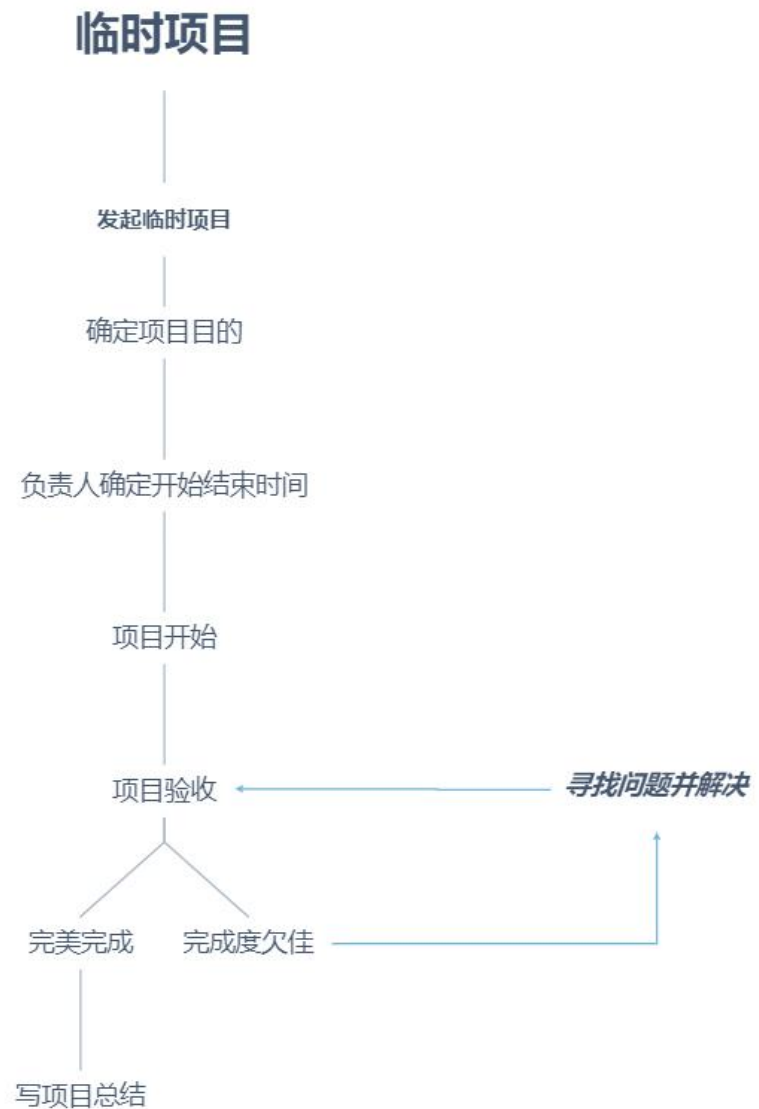 临时项目
发起临时项目
确定项目目的
负责人确定开始结束时间
项目开始
项目验收
寻找问题并解决
完美完成
完成度欠佳
写项目总结